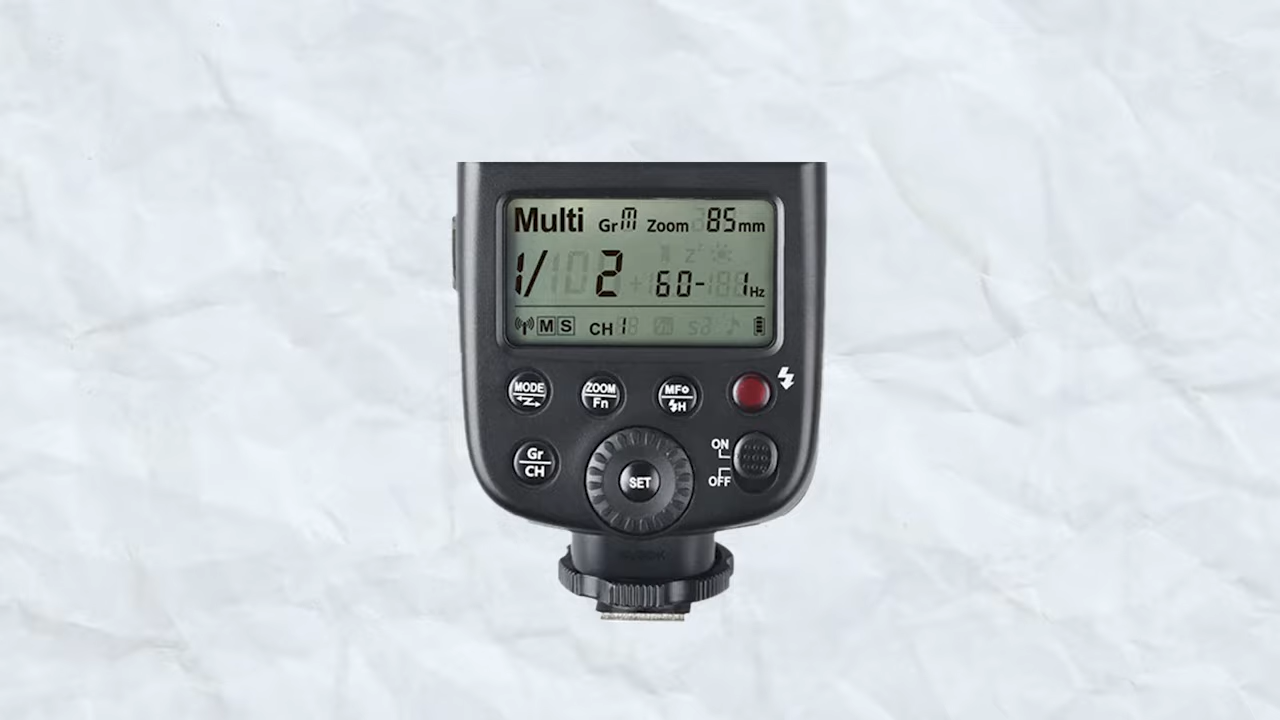 Multi Gr M Zoom 85mm
1/ 2 60- 1Hz
M S CH 1
MODE
ZOOM
Fn
MF
H
Gr
CH
SET
ON
OFF